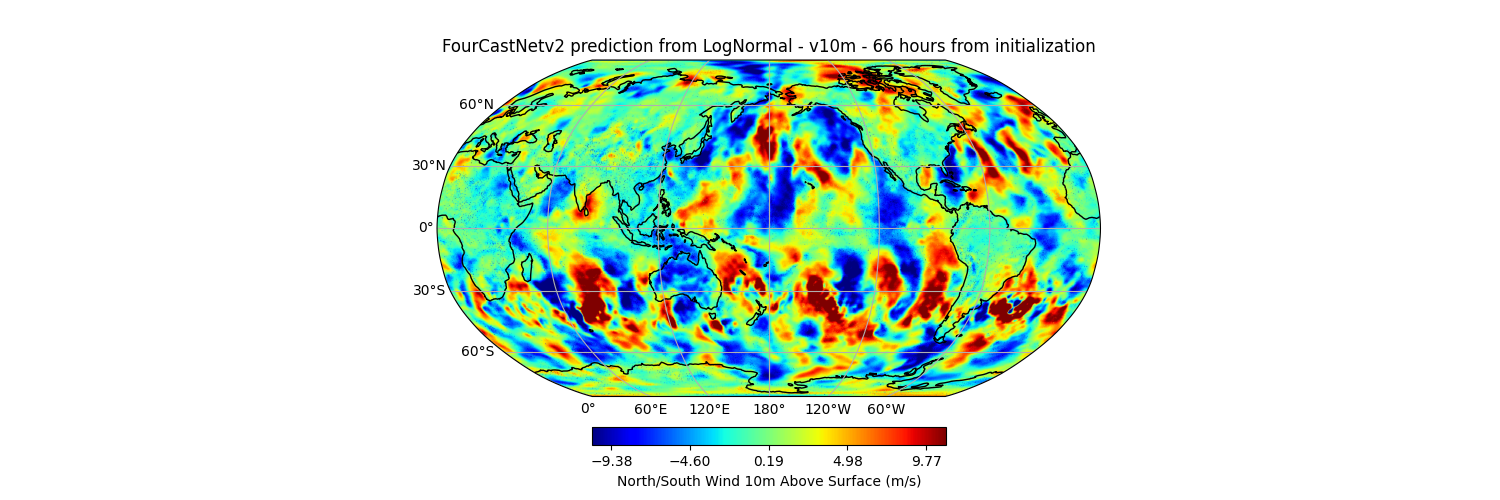 FourCastNetv2 prediction from LogNormal - v10m - 66 hours from initialization
60°N
30°N
0°
30°S
60°S
0° 60°E 120°E 180° 120°W 60°W
−9.38 −4.60 0.19 4.98 9.77
North/South Wind 10m Above Surface (m/s)